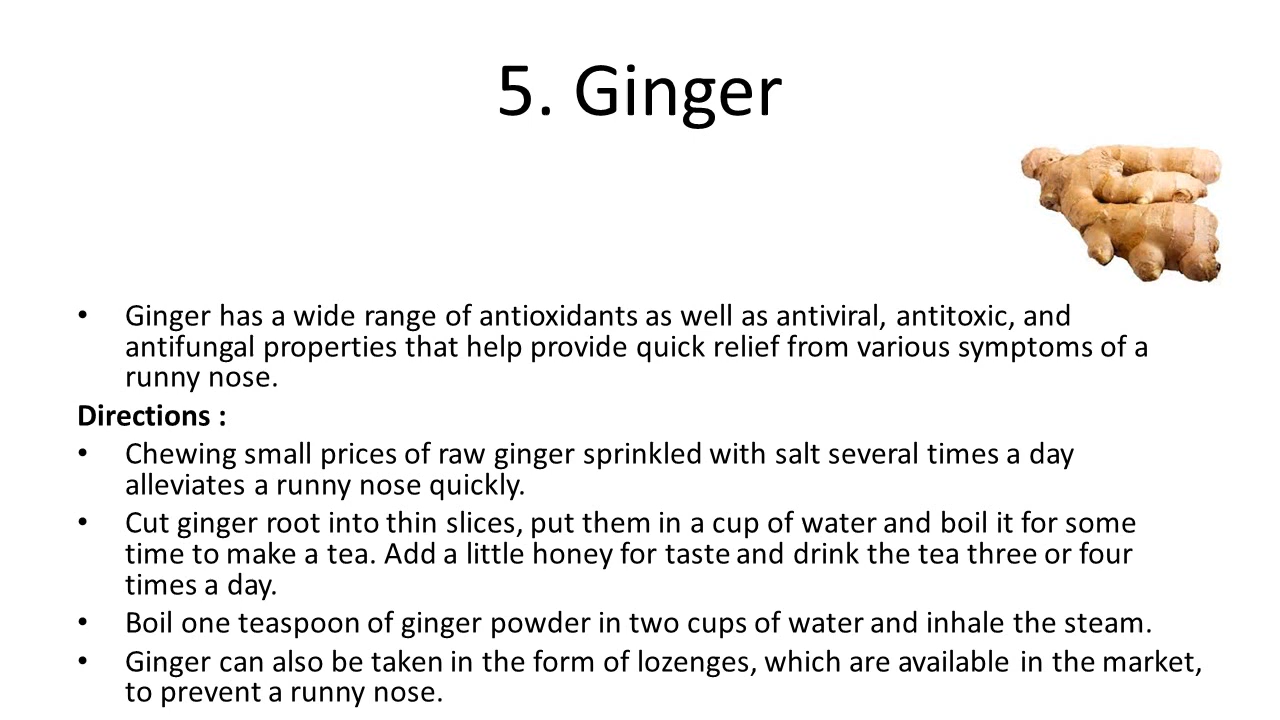 5. Ginger
• Ginger has a wide range of antioxidants as well as antiviral, antitoxic, and
antifungal properties that help provide quick relief from various symptoms of a
runny nose.
Directions :
• Chewing small prices of raw ginger sprinkled with salt several times a day
alleviates a runny nose quickly.
• Cut ginger root into thin slices, put them in a cup of water and boil it for some
time to make a tea. Add a little honey for taste and drink the tea three or four
times a day.
• Boil one teaspoon of ginger powder in two cups of water and inhale the steam.
• Ginger can also be taken in the form of lozenges, which are available in the market,
to prevent a runny nose.